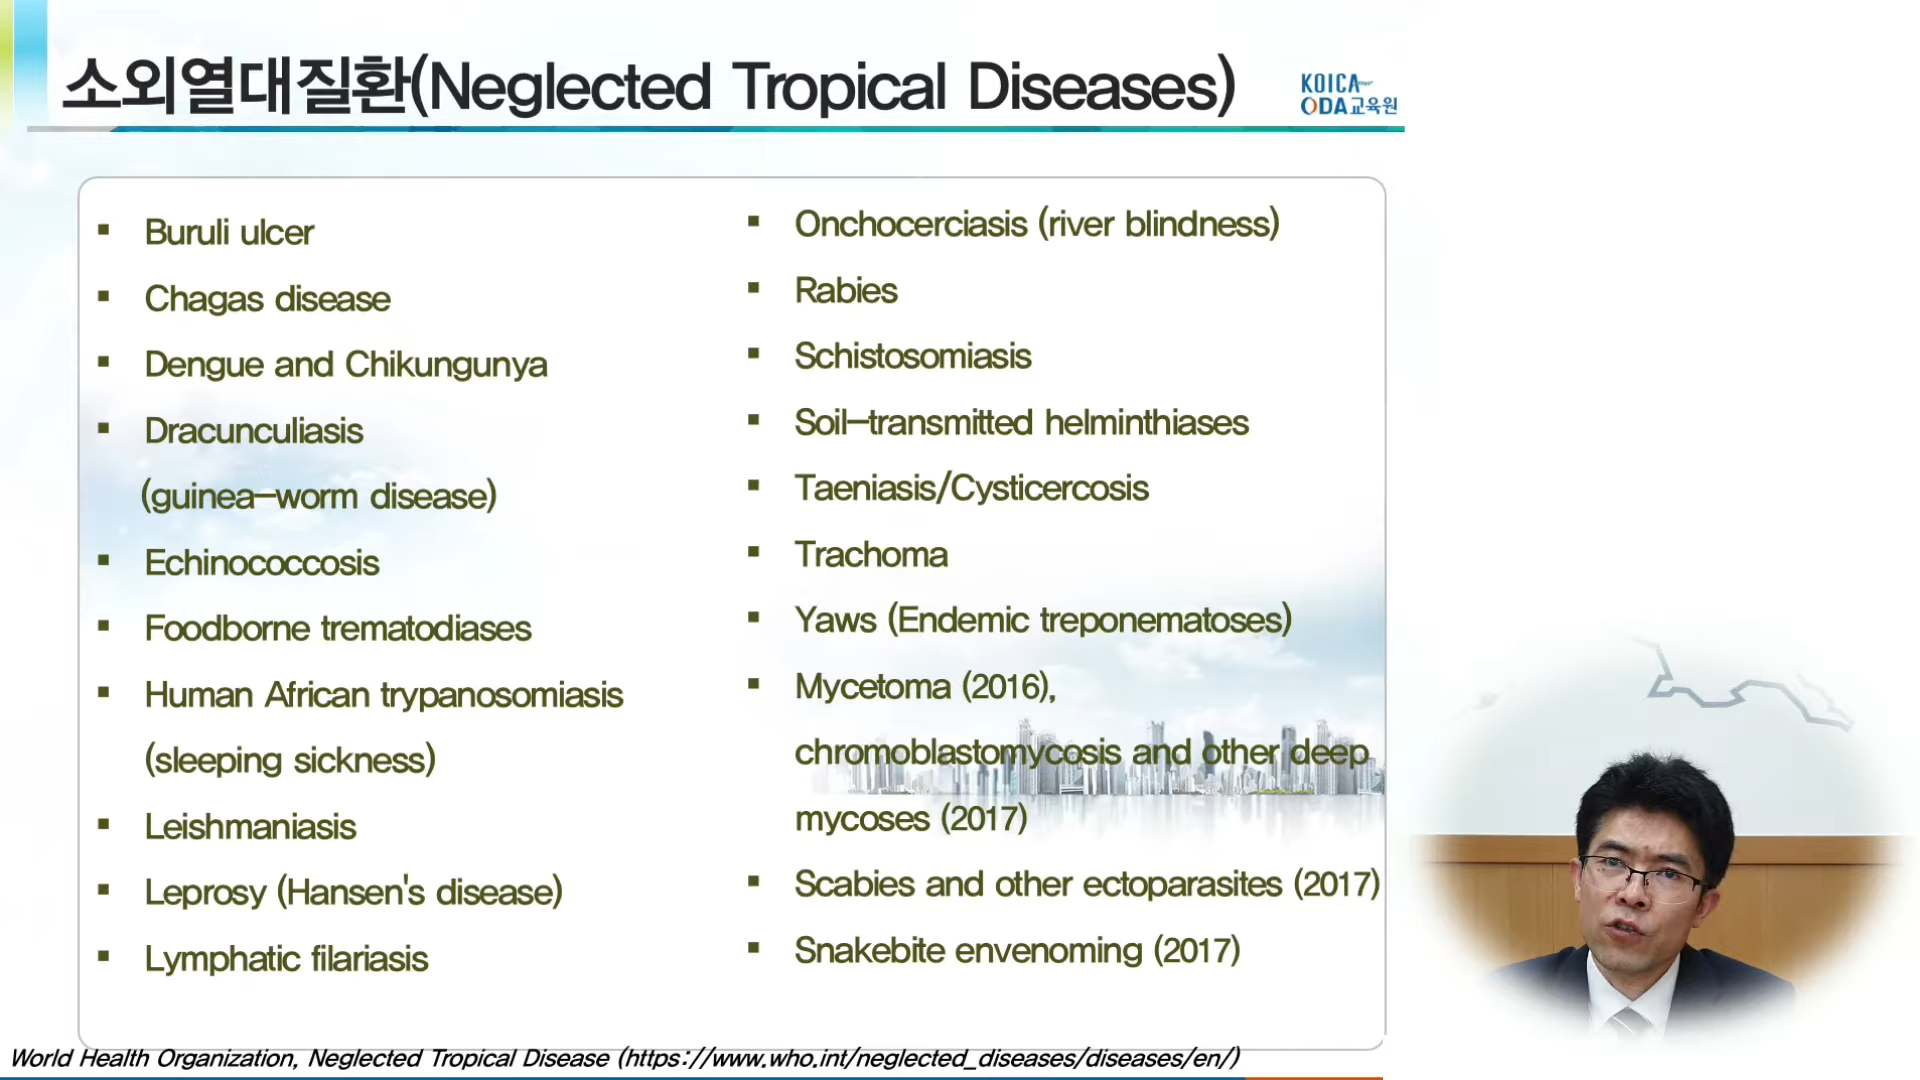 소외열대질환(Neglected Tropical Diseases)
KOICA
ODA교육원
▪ Buruli ulcer
▪ Chagas disease
▪ Dengue and Chikungunya
▪ Dracunculiasis
(guinea-worm disease)
▪ Echinococcosis
▪ Foodborne trematodiases
▪ Human African trypanosomiasis
(sleeping sickness)
▪ Leishmaniasis
▪ Leprosy (Hansen's disease)
▪ Lymphatic filariasis
▪ Onchocerciasis (river blindness)
▪ Rabies
▪ Schistosomiasis
▪ Soil-transmitted helminthiases
▪ Taeniasis/Cysticercosis
▪ Trachoma
▪ Yaws (Endemic treponematoses)
▪ Mycetoma (2016),
chromoblastomycosis and other deep
mycoses (2017)
▪ Scabies and other ectoparasites (2017)
▪ Snakebite envenoming (2017)
World Health Organization, Neglected Tropical Disease (https://www.who.int/neglected_diseases/diseases/en/)